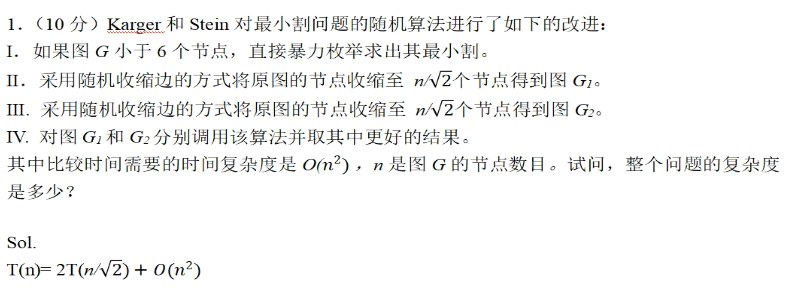 1.（10 分）Karger 和 Stein 对最小割问题的随机算法进行了如下的改进：
I. 如果图 G 小于 6 个节点，直接暴力枚举求出其最小割。
II. 采用随机收缩边的方式将原图的节点收缩至 n/√2个节点得到图 G₁。
III. 采用随机收缩边的方式将原图的节点收缩至 n/√2个节点得到图 G₂。
IV. 对图 G₁ 和 G₂ 分别调用该算法并取其中更好的结果。
其中比较时间需要的时间复杂度是 O(n²)，n 是图 G 的节点数目。试问，整个问题的复杂度
是多少？
Sol.
T(n)= 2T(n/√2) + O(n²)